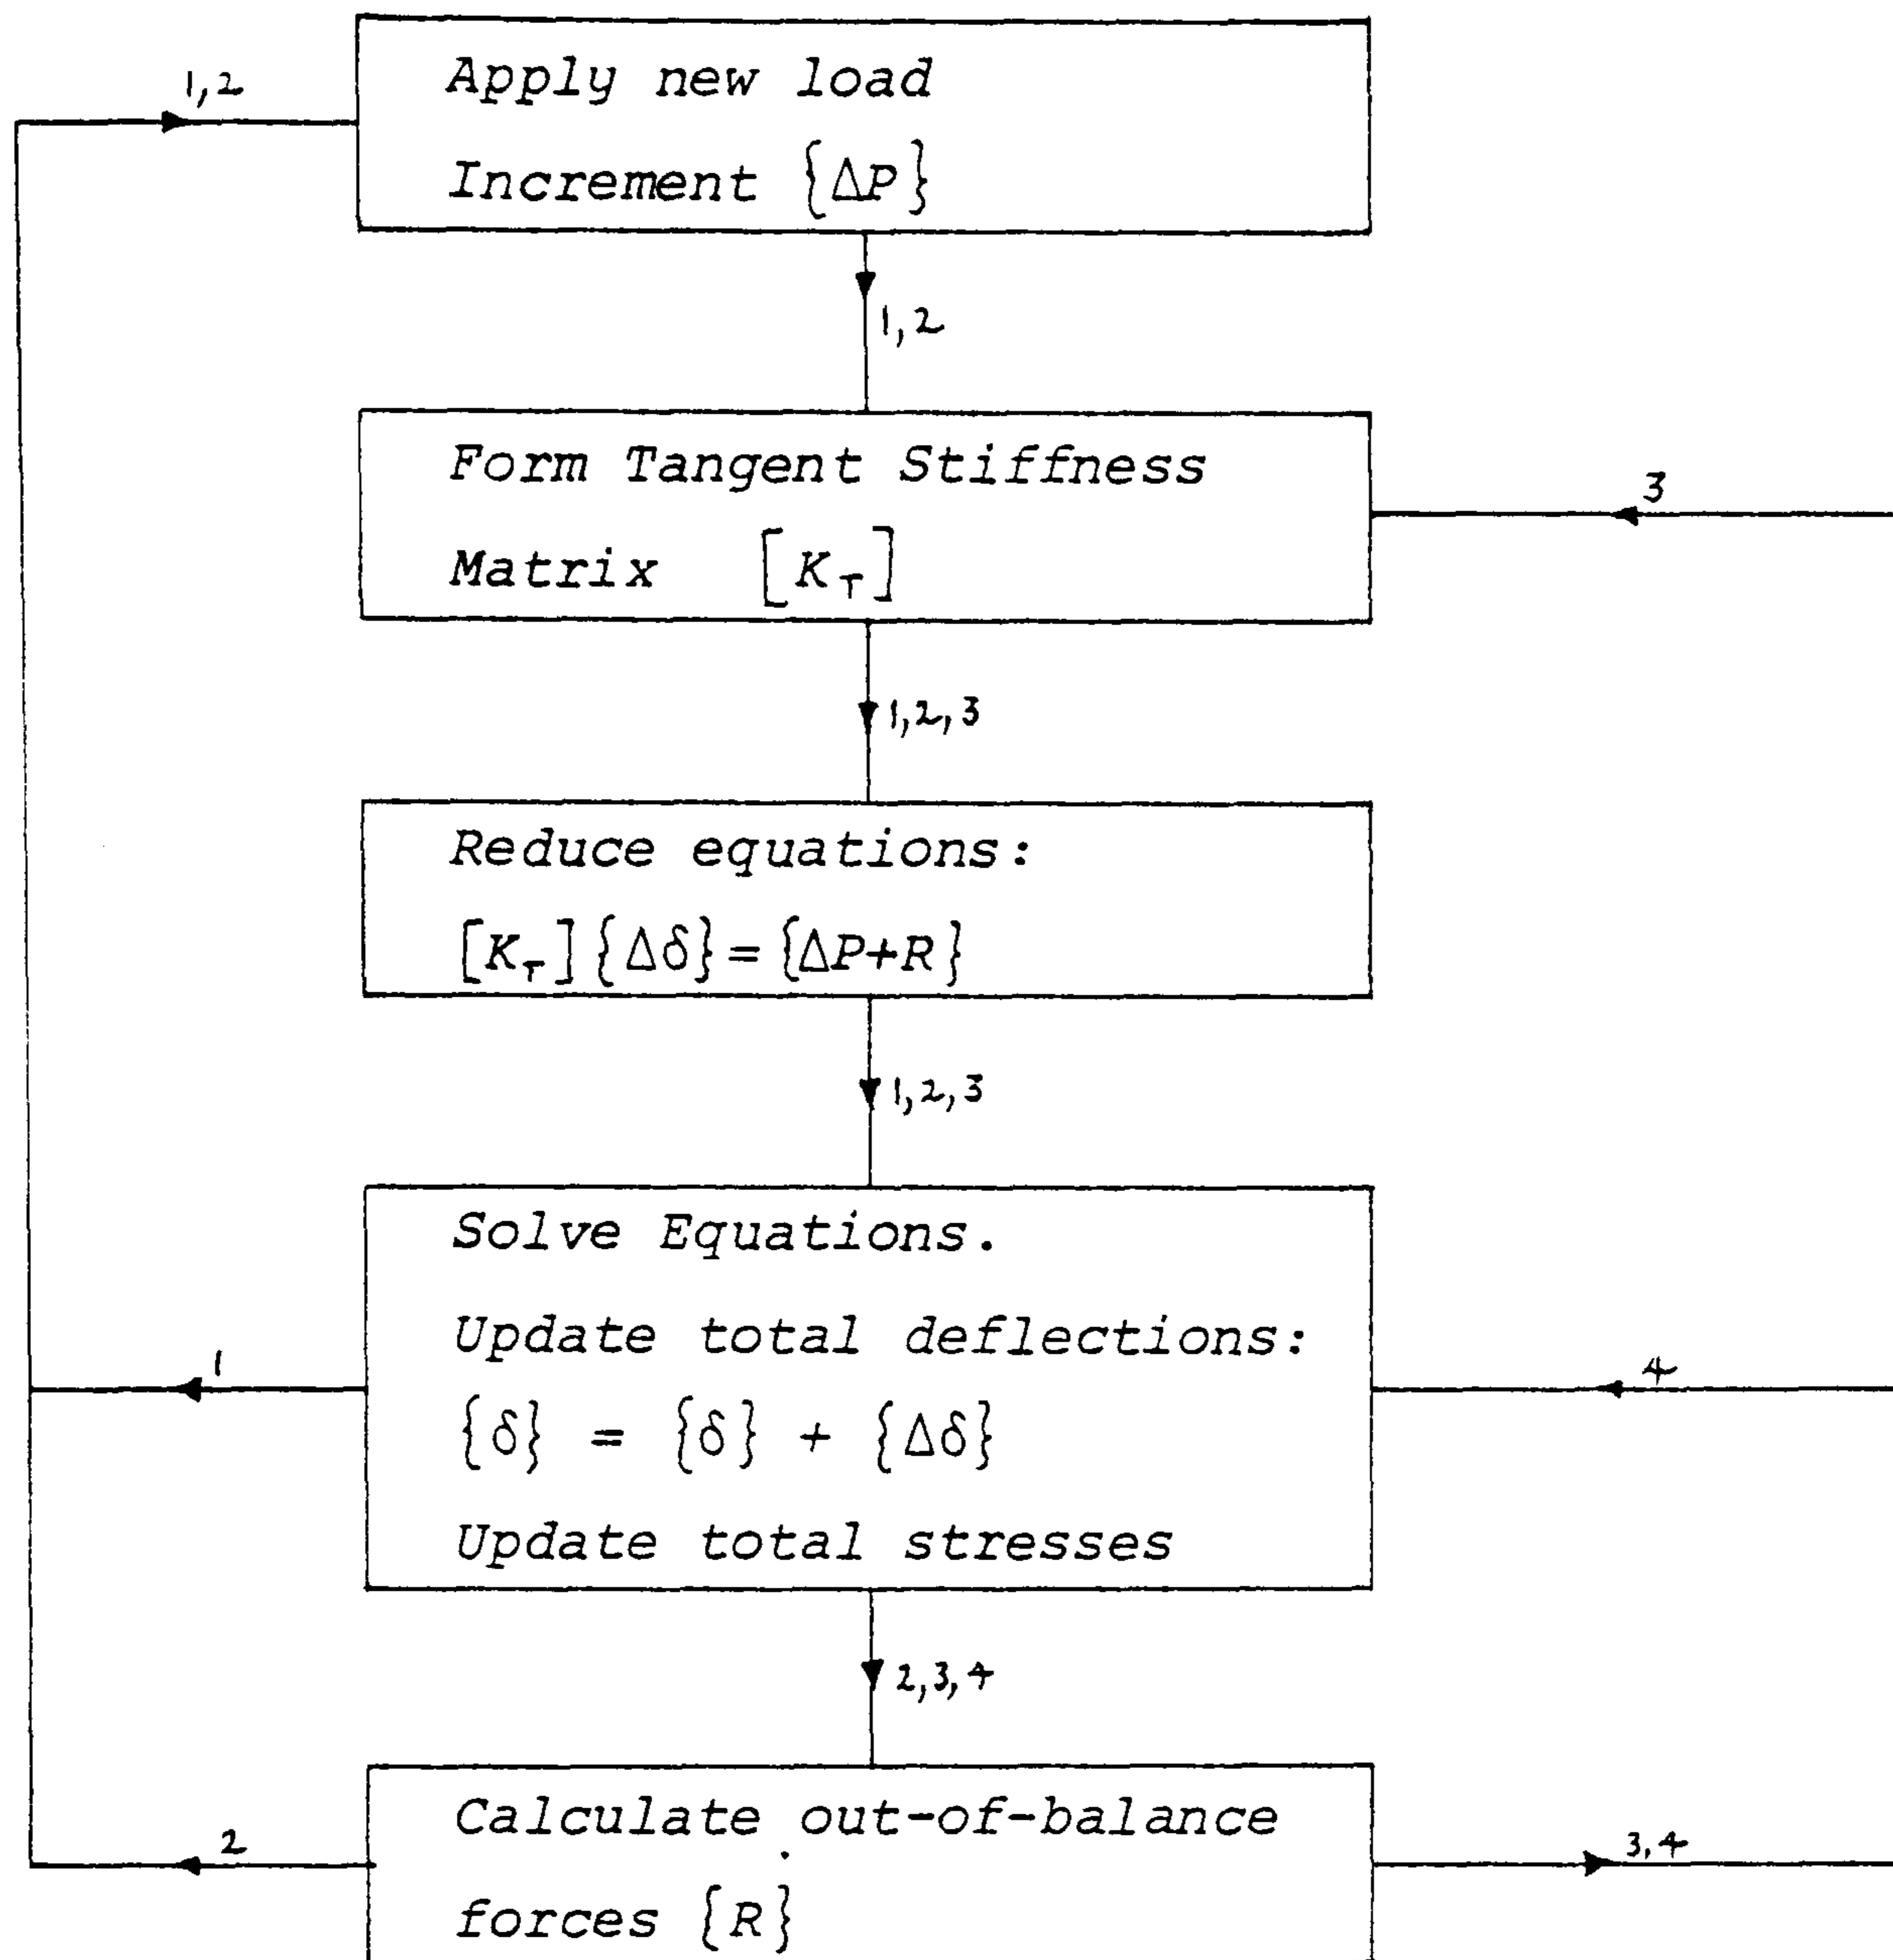 1,2
Apply new load
Increment {ΔP}
1,2
Form Tangent Stiffness
Matrix [K_T]
3
1,2,3
Reduce equations:
[K_T]{Δδ}={ΔP+R}
1,2,3
Solve Equations.
Update total deflections:
{δ} = {δ} + {Δδ}
Update total stresses
1
4
2,3,4
Calculate out-of-balance
forces {R}
2
3,4